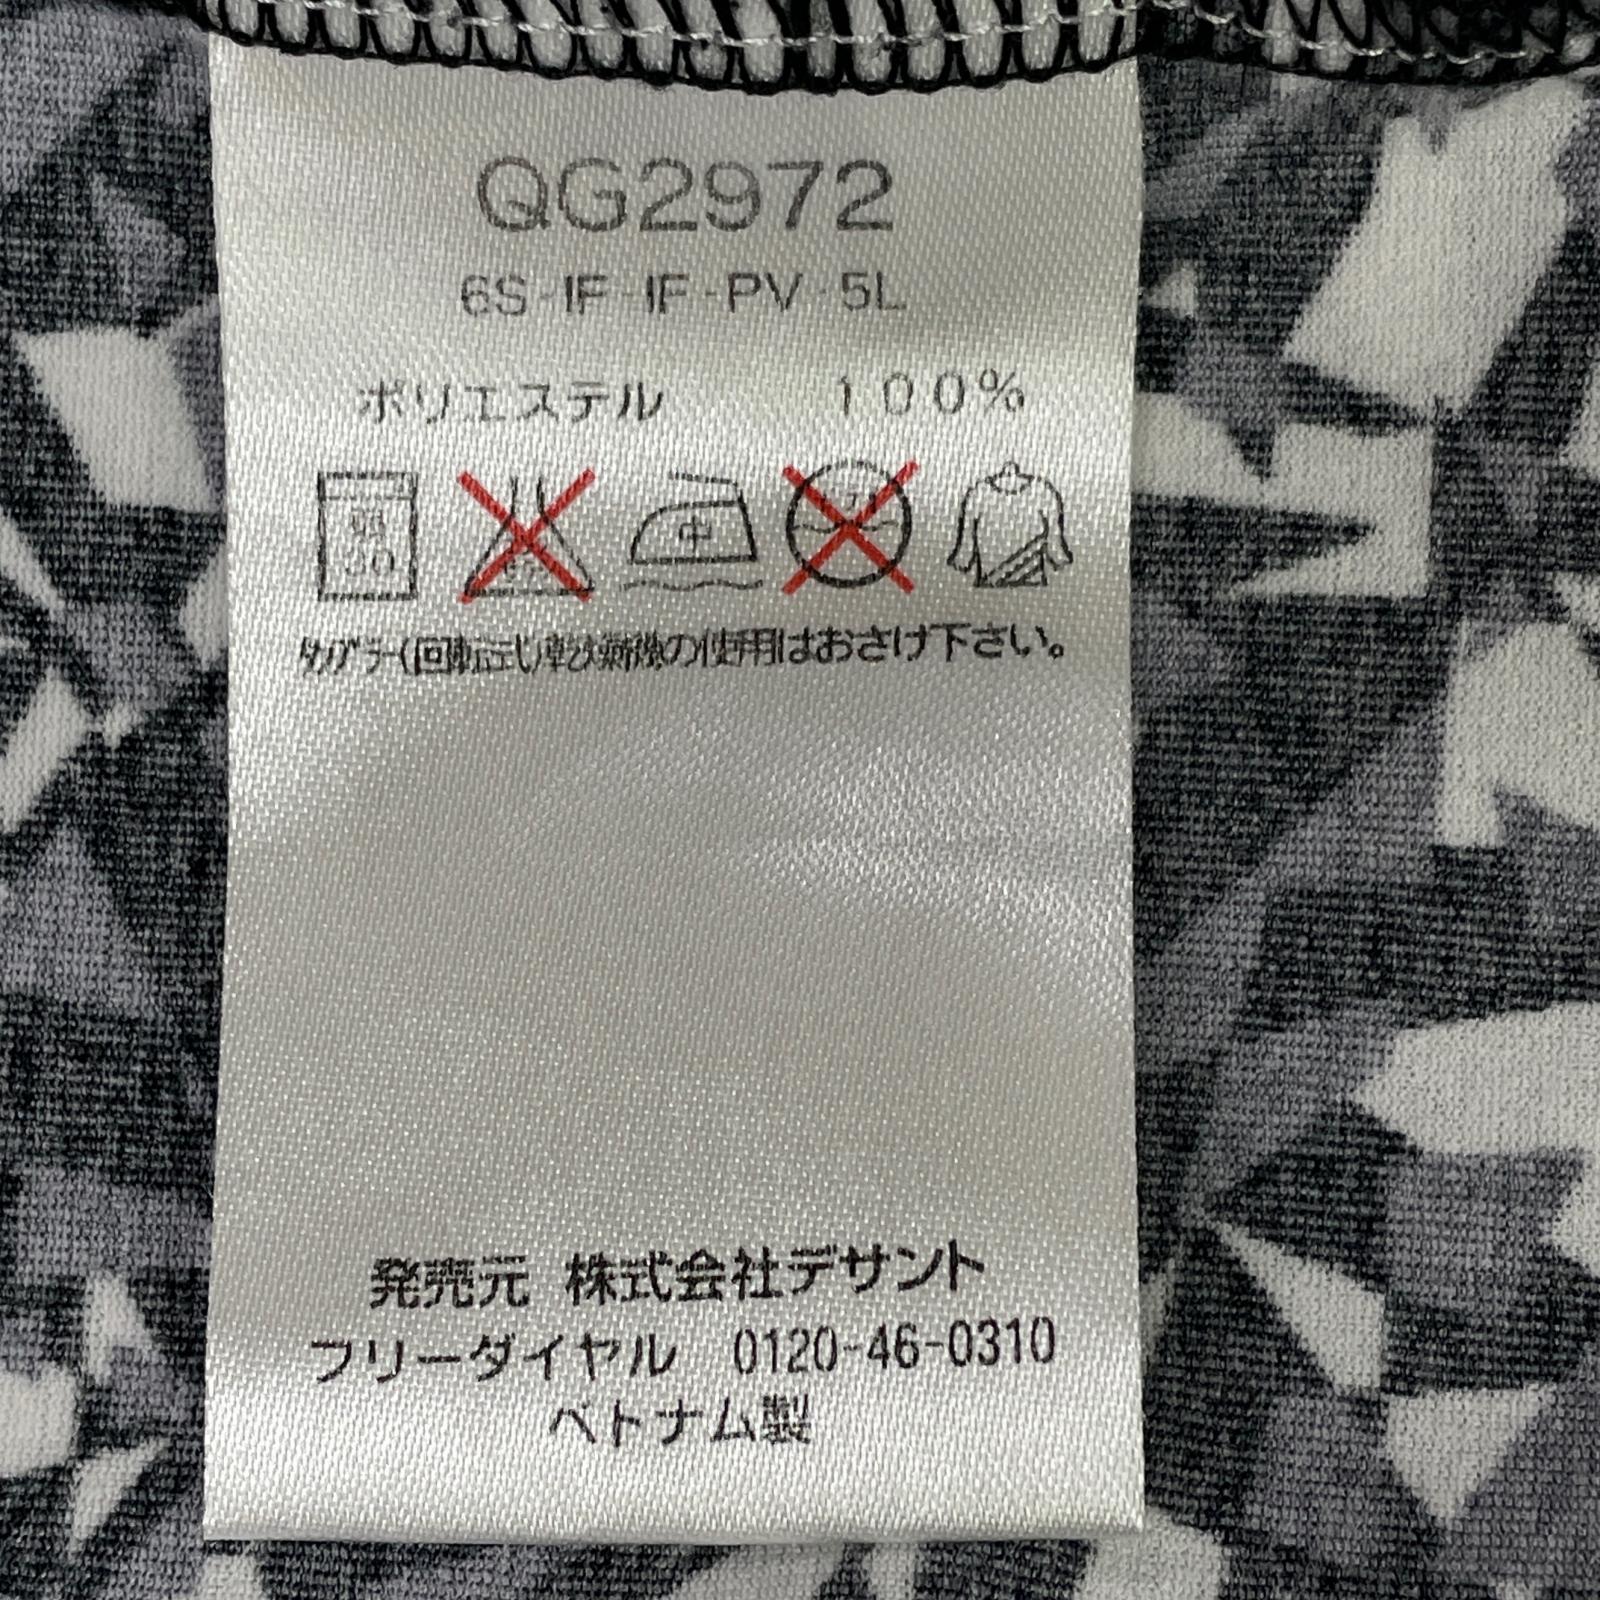 QG2972
6S-IF-IF-PV-5L
ポリエステル 100%
弱 30 中
タンブラー(回転式)乾燥機の使用はおさけ下さい。
発売元 株式会社デサント
フリーダイヤル 0120-46-0310
ベトナム製